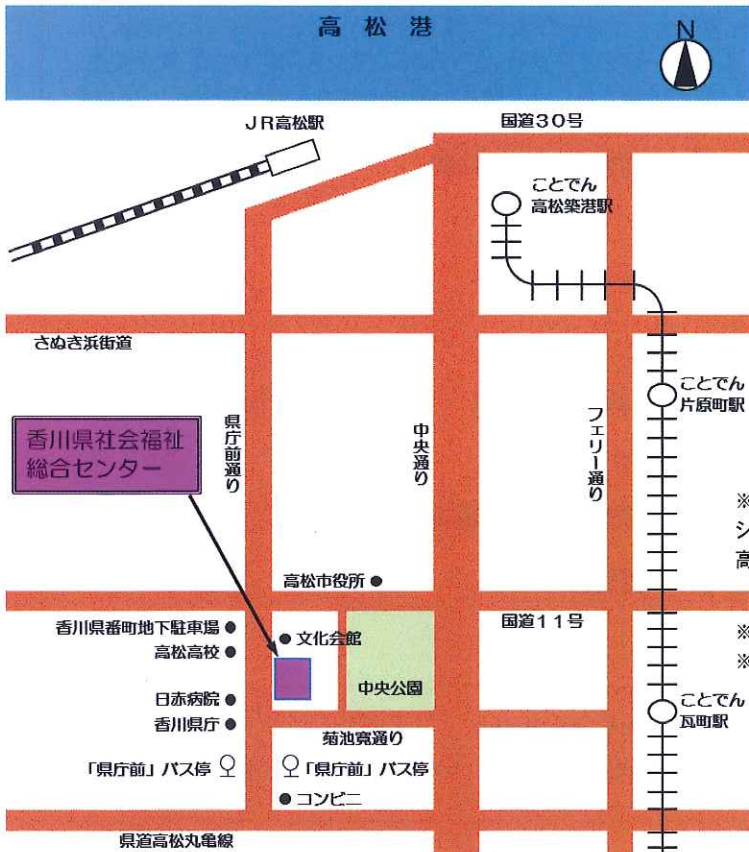 高松港
N
JR高松駅
国道30号
ことでん
高松築港駅
さぬき浜街道
ことでん
片原町駅
香川県社会福祉
総合センター
県庁前通り
中央通り
フェリー通り
※
シ
高
高松市役所
香川県番町地下駐車場
文化会館
国道11号
※
高松高校
※
日赤病院
中央公園
ことでん
瓦町駅
香川県庁
菊池寛通り
「県庁前」バス停
「県庁前」バス停
コンビニ
県道高松丸亀線